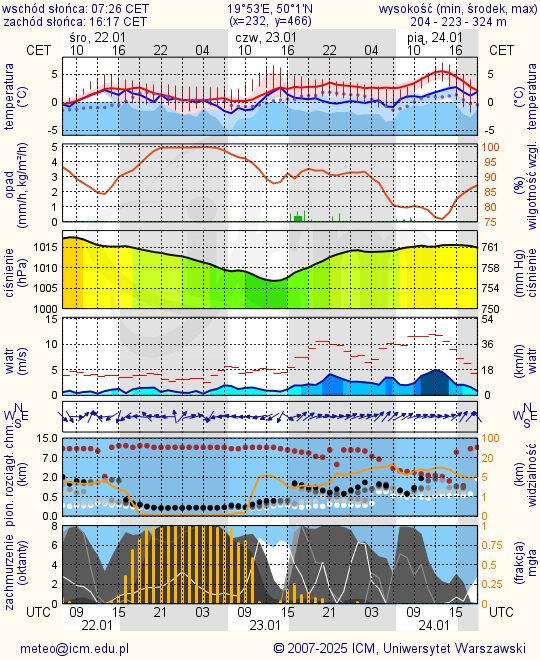 wschód słońca: 07:26 CET 19°53'E, 50°1'N wysokość (min, środek, max)
zachód słońca: 16:17 CET (x=232, y=466) 204 - 223 - 324 m
śro, 22.01 czw, 23.01 pią, 24.01
CET 10 16 22 04 10 16 22 04 10 16 CET
temperatura (°C) 5 0 -5 5 0 -5 temperatura (°C)
opad (mm/h, kg/m²/h) 5 4 3 2 1 0 100 95 90 85 80 75 (%) wilgotność wzgl.
ciśnienie (hPa) 1015 1010 1005 1000 761 758 754 750 (mm Hg) ciśnienie
wiatr (m/s) 15 10 5 0 54 36 18 0 (km/h) wiatr
N W E S N W E S
pion. rozciągł. chm. (km) 15.0 7.0 2.0 0.5 0.0 100 20 5 1 0 (km) widzialność
zachmurzenie (oktanty) 8 6 4 2 0 1 0.75 0.5 0.25 0 (frakcja) mgła
UTC 09 15 21 03 09 15 21 03 09 15 UTC
22.01 23.01 24.01
meteo@icm.edu.pl © 2007-2025 ICM, Uniwersytet Warszawski